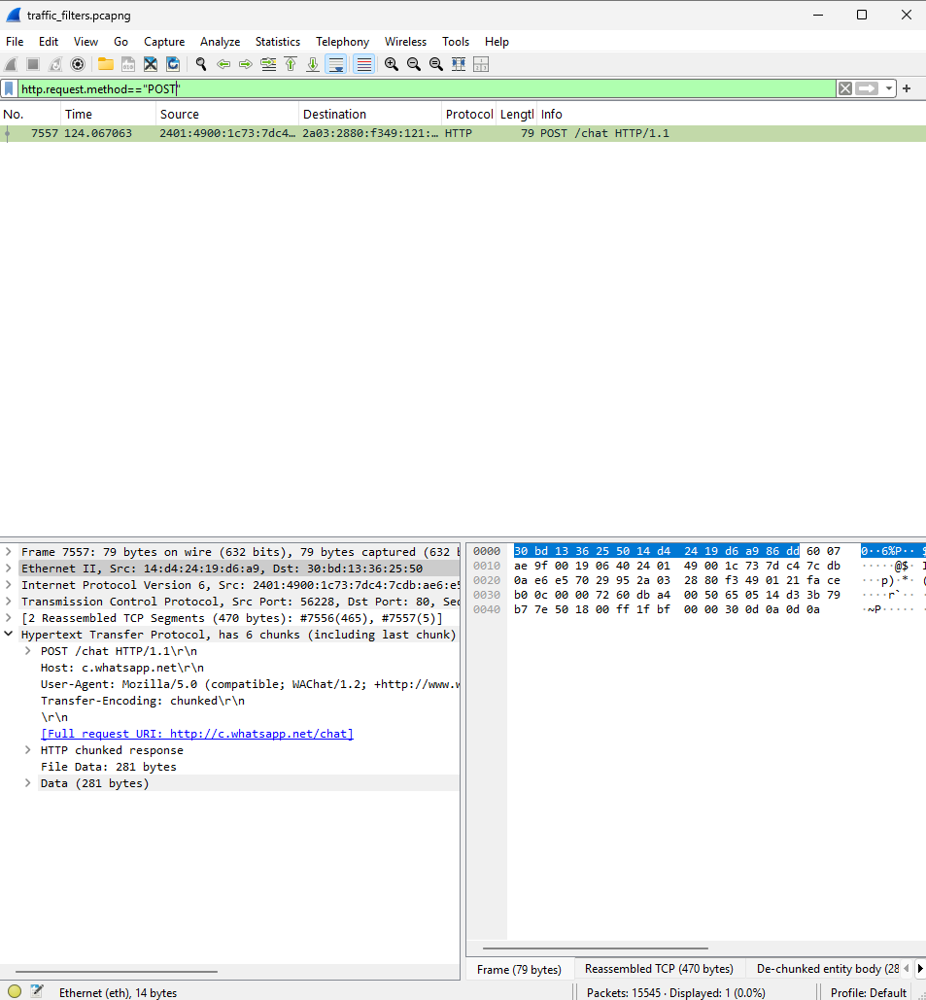 traffic_filters.pcapng
File Edit View Go Capture Analyze Statistics Telephony Wireless Tools Help
http.request.method=="POST"
No. Time Source Destination Protocol Lengtl Info
7557 124.067063 2401:4900:1c73:7dc4… 2a03:2880:f349:121:… HTTP 79 POST /chat HTTP/1.1
Frame 7557: 79 bytes on wire (632 bits), 79 bytes captured (632 b
Ethernet II, Src: 14:d4:24:19:d6:a9, Dst: 30:bd:13:36:25:50
Internet Protocol Version 6, Src: 2401:4900:1c73:7dc4:7cdb:ae6:e5
Transmission Control Protocol, Src Port: 56228, Dst Port: 80, Sec
[2 Reassembled TCP Segments (470 bytes): #7556(465), #7557(5)]
Hypertext Transfer Protocol, has 6 chunks (including last chunk)
POST /chat HTTP/1.1\r\n
Host: c.whatsapp.net\r\n
User-Agent: Mozilla/5.0 (compatible; WAChat/1.2; +http://www.w
Transfer-Encoding: chunked\r\n
\r\n
[Full request URI: http://c.whatsapp.net/chat]
HTTP chunked response
File Data: 281 bytes
Data (281 bytes)
0000 30 bd 13 36 25 50 14 d4 24 19 d6 a9 86 dd 60 07 0··6%P·· $
0010 ae 9f 00 19 06 40 24 01 49 00 1c 73 7d c4 7c db ·····@$· I
0020 0a e6 e5 70 29 95 2a 03 28 80 f3 49 01 21 fa ce ···p)·*· (
0030 b0 0c 00 00 72 60 db a4 00 50 65 05 14 d3 3b 79 ····r`··
0040 b7 7e 50 18 00 ff 1f bf 00 00 30 0d 0a 0d 0a ·~P·····
Frame (79 bytes) Reassembled TCP (470 bytes) De-chunked entity body (28
Ethernet (eth), 14 bytes Packets: 15545 · Displayed: 1 (0.0%) Profile: Default